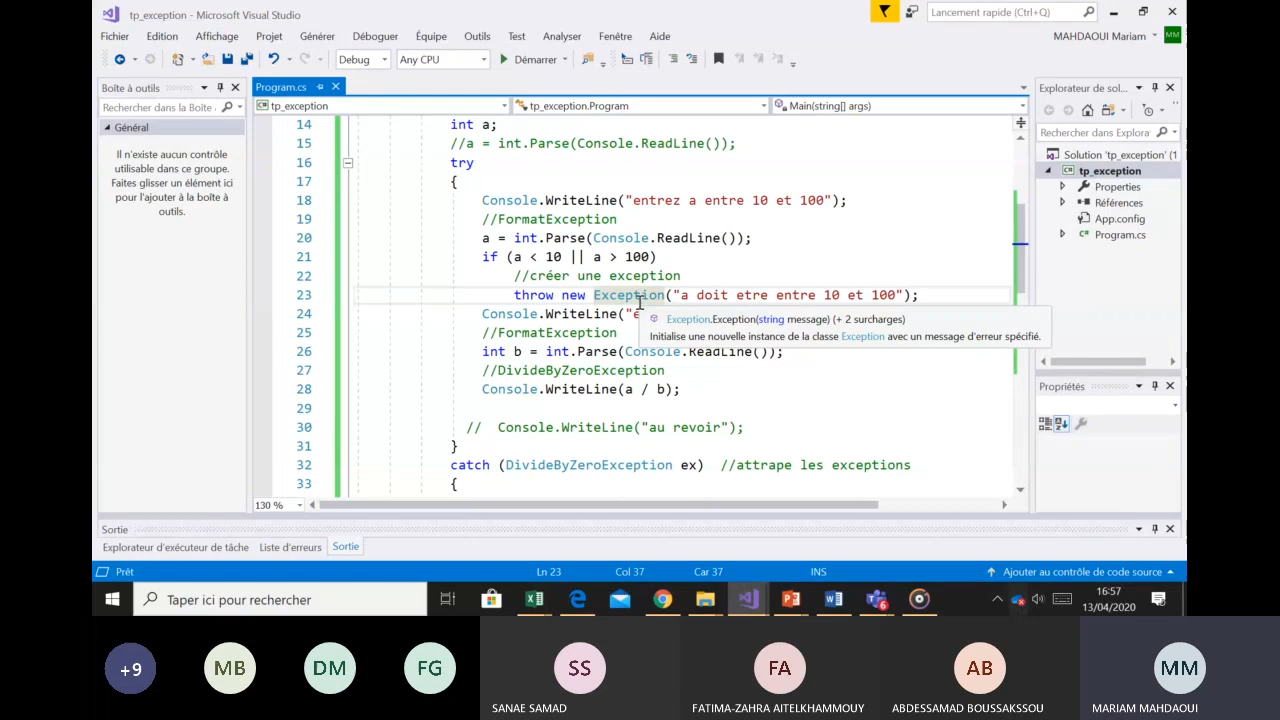 tp_exception - Microsoft Visual Studio
Lancement rapide (Ctrl+Q)
Fichier Edition Affichage Projet Générer Déboguer Équipe Outils Test Analyser Fenêtre Aide
MAHDAOUI Mariam MM
Debug Any CPU Démarrer
Boîte à outils
Program.cs
Explorateur de sol...
Rechercher dans la Boîte
tp_exception
tp_exception.Program
Main(string[] args)
Général
Il n'existe aucun contrôle
utilisable dans ce groupe.
Faites glisser un élément ici
pour l'ajouter à la boîte à
outils.
14 int a;
15 //a = int.Parse(Console.ReadLine());
16 try
17 {
18 Console.WriteLine("entrez a entre 10 et 100");
19 //FormatException
20 a = int.Parse(Console.ReadLine());
21 if (a < 10 || a > 100)
22 //créer une exception
23 throw new Exception("a doit etre entre 10 et 100");
24 Console.WriteLine("e
Exception.Exception(string message) (+ 2 surcharges)
Initialise une nouvelle instance de la classe Exception avec un message d'erreur spécifié.
25 //FormatException
26 int b = int.Parse(Console.ReadLine());
27 //DivideByZeroException
28 Console.WriteLine(a / b);
29
30 // Console.WriteLine("au revoir");
31 }
32 catch (DivideByZeroException ex) //attrape les exceptions
33 {
130 %
Rechercher dans Explora
Solution 'tp_exception' (1
tp_exception
Properties
Références
App.config
Program.cs
Propriétés
Sortie
Explorateur d'exécuteur de tâche Liste d'erreurs Sortie
Prêt Ln 23 Col 37 Car 37 INS Ajouter au contrôle de code source
Taper ici pour rechercher
6
16:57
13/04/2020
+9 MB DM FG SS FA AB MM
SANAE SAMAD FATIMA-ZAHRA AITELKHAMMOUY ABDESSAMAD BOUSSAKSSOU MARIAM MAHDAOUI